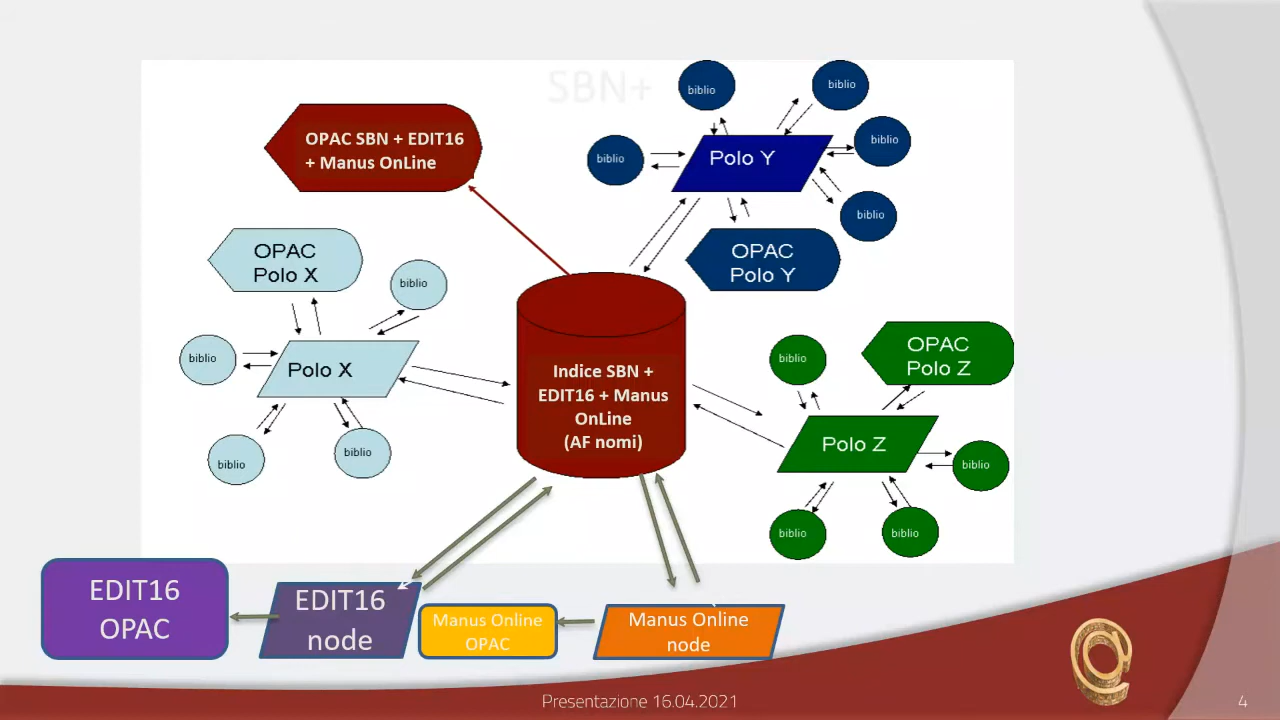 SBN+
OPAC SBN + EDIT16
+ Manus OnLine
biblio
biblio
biblio
biblio
biblio
Polo Y
OPAC
Polo Y
OPAC
Polo X
biblio
biblio
Polo X
biblio
biblio
Indice SBN +
EDIT16 + Manus
OnLine
(AF nomi)
OPAC
Polo Z
biblio
Polo Z
biblio
biblio
biblio
EDIT16
OPAC
EDIT16
node
Manus Online
OPAC
Manus Online
node
Presentazione 16.04.2021
4